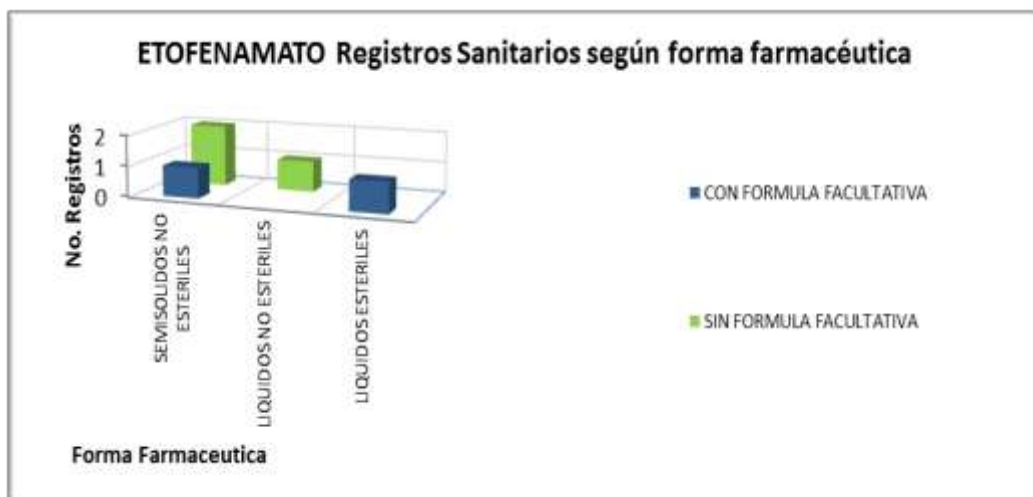 ETOFENAMATO Registros Sanitarios según forma farmacéutica
No. Registros
2
1
0
SEMISOLIDOS NO
ESTERILES
LIQUIDOS NO ESTERILES
LIQUIDOS ESTERILES
Forma Farmaceutica
CON FORMULA FACULTATIVA
SIN FORMULA FACULTATIVA